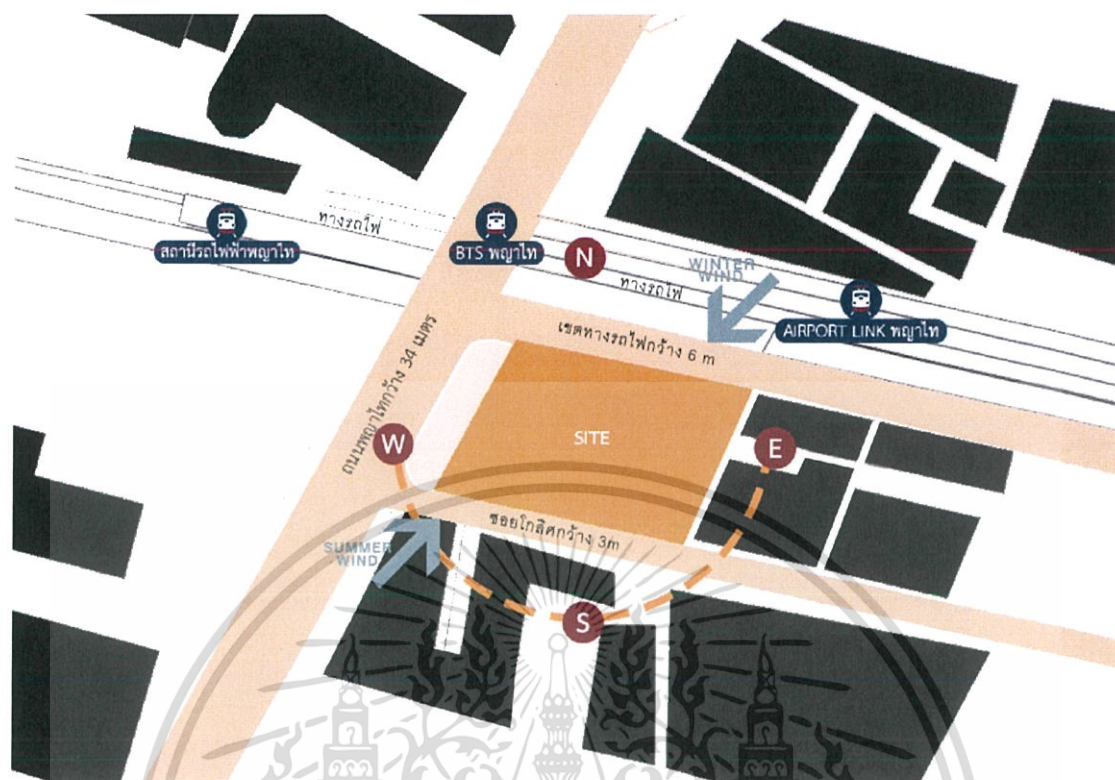 ทางรถไฟ
สถานีรถไฟฟ้าพญาไท
BTS พญาไท
N
ทางรถไฟ
WINTER
WIND
AIRPORT LINK พญาไท
เขตทางรถไฟกว้าง 6 m
ถนนพญาไทกว้าง 34 เมตร
W
SITE
E
ซอยโกลิศกว้าง 3m
SUMMER
WIND
S